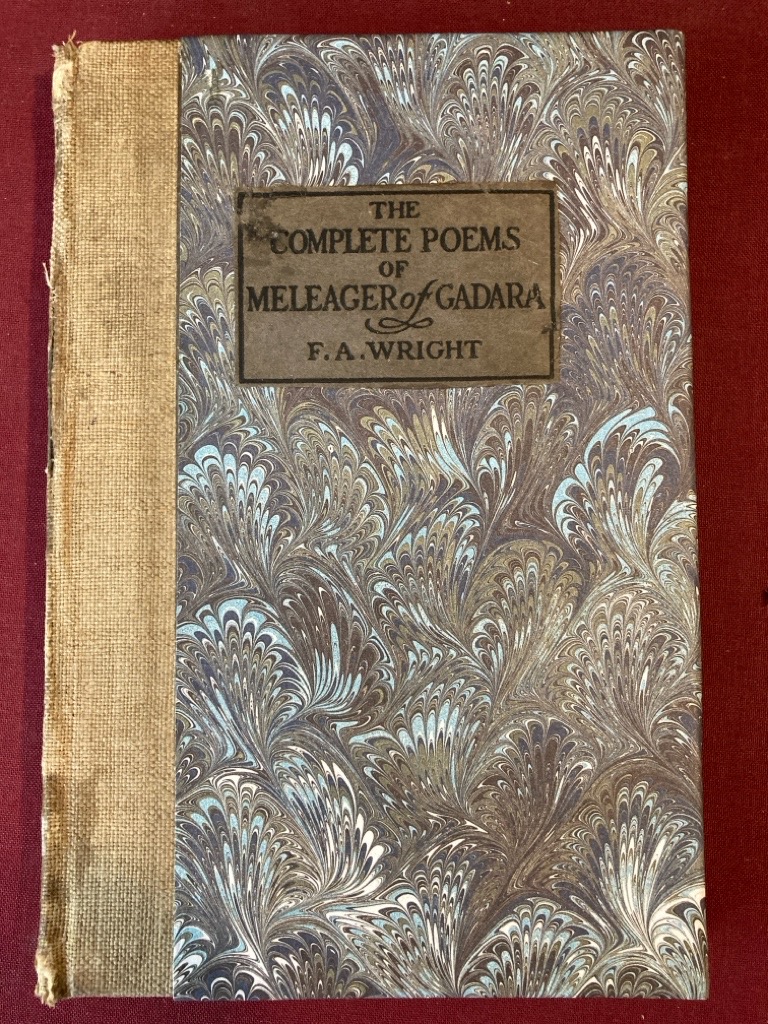 THE
COMPLETE POEMS
OF
MELEAGER of GADARA
F. A. WRIGHT